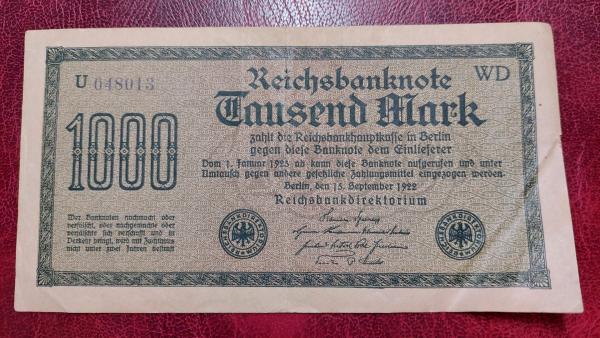 U 048013
WD
Reichsbanknote
Tausend Mark
1000
zahlt die Reichsbankhauptkasse in Berlin
gegen diese Banknote dem Einlieferer
Vom 1. Januar 1923 ab kann diese Banknote aufgerufen und unter
Umtausch gegen andere gesetzliche Zahlungsmittel eingezogen werden
Berlin, den 15. September 1922
Reichsbankdirektorium
Wer Banknoten nachmacht oder
verfälscht, oder nachgemachte oder
verfälschte sich verschafft und in
Verkehr bringt, wird mit Zuchthaus
nicht unter zwei Jahren bestraft